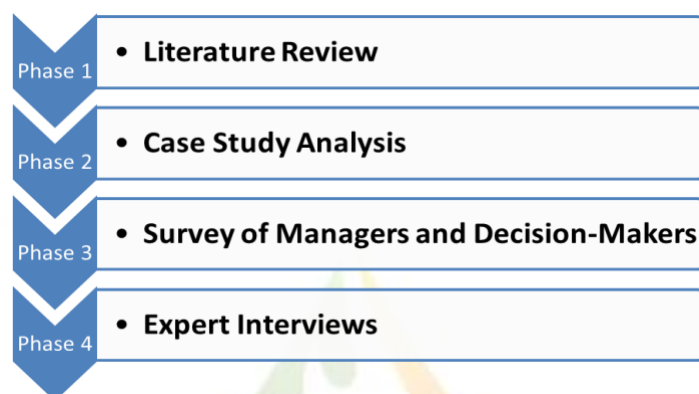 Phase 1
• Literature Review
Phase 2
• Case Study Analysis
Phase 3
• Survey of Managers and Decision-Makers
Phase 4
• Expert Interviews